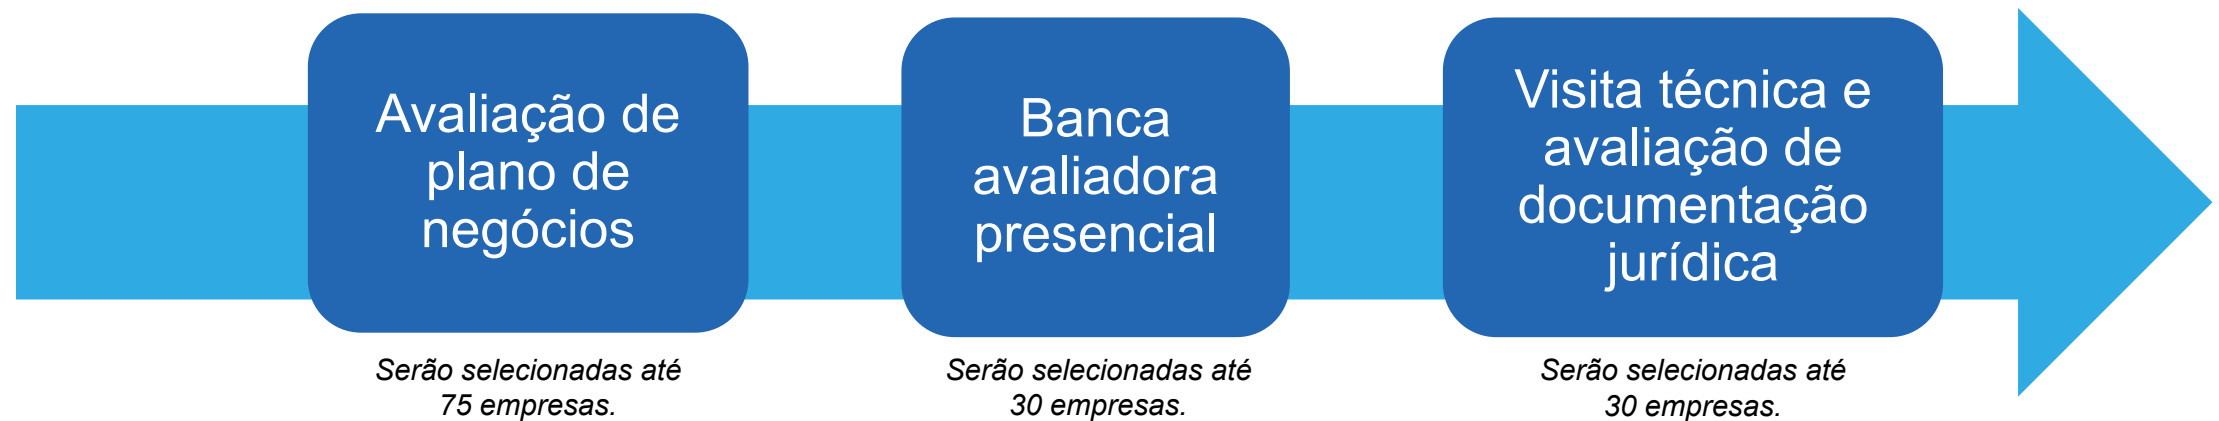 Avaliação de
plano de
negócios
Serão selecionadas até
75 empresas.
Banca
avaliadora
presencial
Serão selecionadas até
30 empresas.
Visita técnica e
avaliação de
documentação
jurídica
Serão selecionadas até
30 empresas.